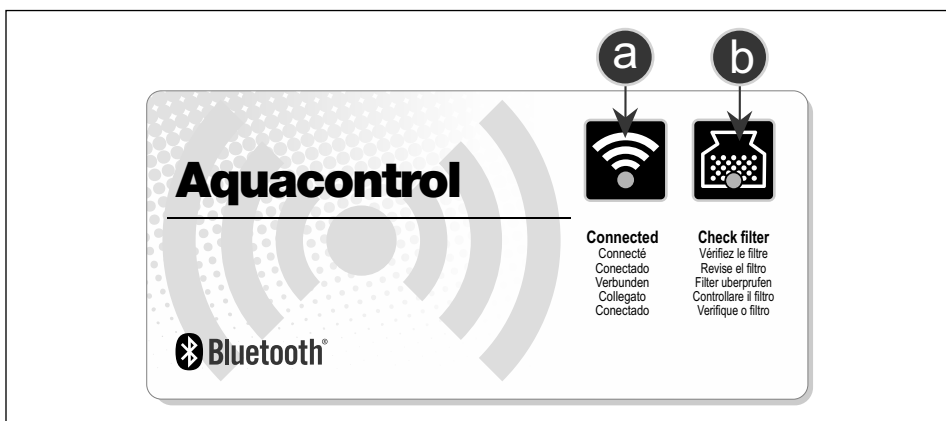 a b
Aquacontrol
Connected
Connecté
Conectado
Verbunden
Collegato
Conectado
Check filter
Vérifiez le filtre
Revise el filtro
Filter uberprufen
Controllare il filtro
Verifique o filtro
Bluetooth®